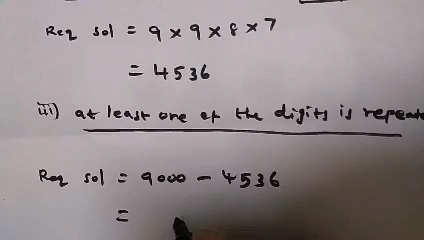 Req sol = 9 × 9 × 8 × 7
= 4536
iii) at least one of the digits is repeate
Req sol = 9000 - 4536
=